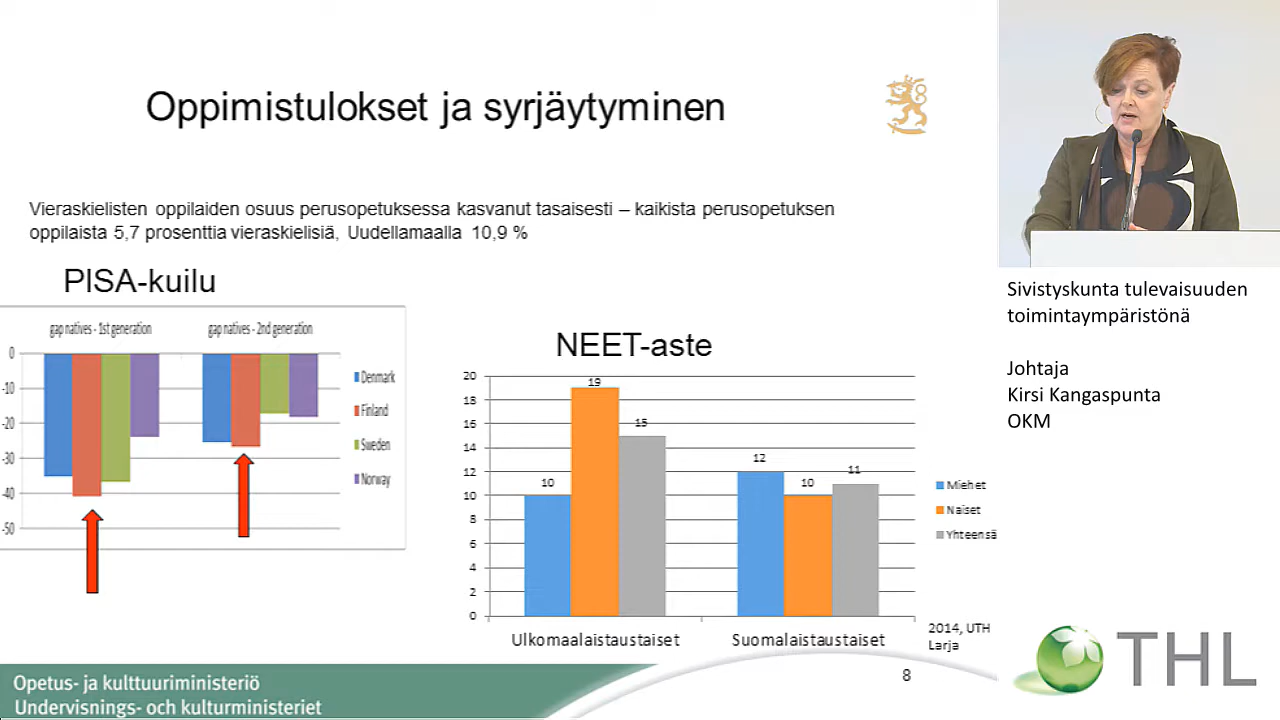 Oppimistulokset ja syrjäytyminen
Vieraskielisten oppilaiden osuus perusopetuksessa kasvanut tasaisesti – kaikista perusopetuksen
oppilaista 5,7 prosenttia vieraskielisiä, Uudellamaalla 10,9 %
PISA-kuilu
gap natives - 1st generation
gap natives - 2nd generation
0
-10
-20
-30
-40
-50
Denmark
Finland
Sweden
Norway
NEET-aste
20
18
16
14
12
10
8
6
4
2
0
10
19
15
12
10
11
Ulkomaalaistaustaiset
Suomalaistaustaiset
Miehet
Naiset
Yhteensä
2014, UTH
Larja
8
Opetus- ja kulttuuriministeriö
Undervisnings- och kulturministeriet
Sivistyskunta tulevaisuuden
toimintaympäristönä
Johtaja
Kirsi Kangaspunta
OKM
THL